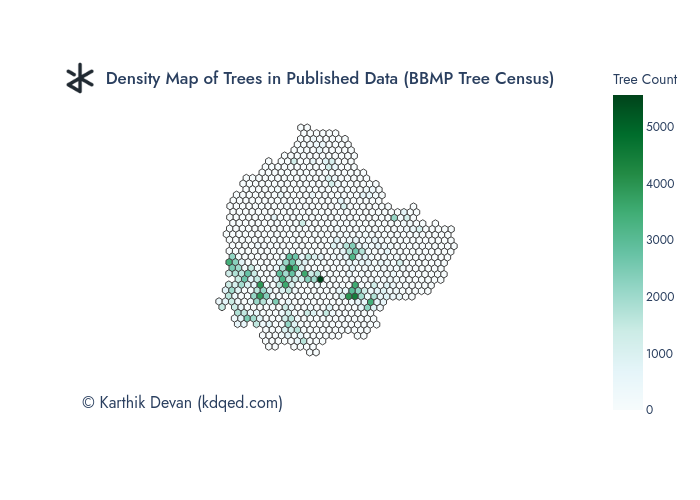 Density Map of Trees in Published Data (BBMP Tree Census)
Tree Count
5000
4000
3000
2000
1000
0
© Karthik Devan (kdqed.com)